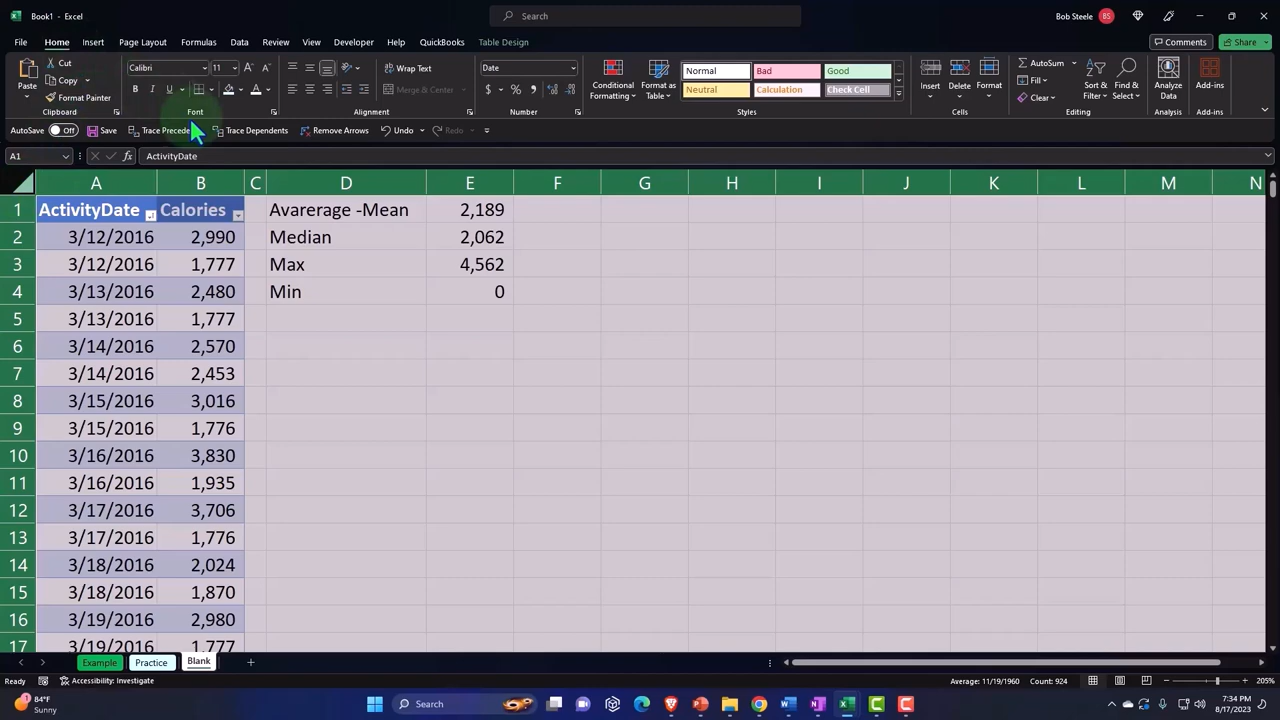 Book1 - Excel
Search
Bob Steele BS
File Home Insert Page Layout Formulas Data Review View Developer Automate Help QuickBooks Table Design
Comments Share
Paste Cut Copy Format Painter
Clipboard
Calibri 11
B I U
Font
Wrap Text
Merge & Center
Alignment
Date
$ % 
Number
Conditional Formatting
Format as Table
Normal Bad Good
Neutral Calculation Check Cell
Styles
Insert Delete Format
Cells
AutoSum
Fill
Clear
Sort & Filter
Find & Select
Editing
Analyze Data
Analysis
Add-ins
Add-ins
AutoSave Off Save Trace Precede Trace Dependents Remove Arrows Undo Redo
A1 fx ActivityDate
A B C D E F G H I J K L M N
1 ActivityDate Calories Avarerage -Mean 2,189
2 3/12/2016 2,990 Median 2,062
3 3/12/2016 1,777 Max 4,562
4 3/13/2016 2,480 Min 0
5 3/13/2016 1,777
6 3/14/2016 2,570
7 3/14/2016 2,453
8 3/15/2016 3,016
9 3/15/2016 1,776
10 3/16/2016 3,830
11 3/16/2016 1,935
12 3/17/2016 3,706
13 3/17/2016 1,776
14 3/18/2016 2,024
15 3/18/2016 1,870
16 3/19/2016 2,980
17 3/19/2016 1,777
Example Practice Blank
Ready Accessibility: Investigate Average: 11/19/1960 Count: 924 205%
84°F
Sunny
Search
7:34 PM
8/17/2023